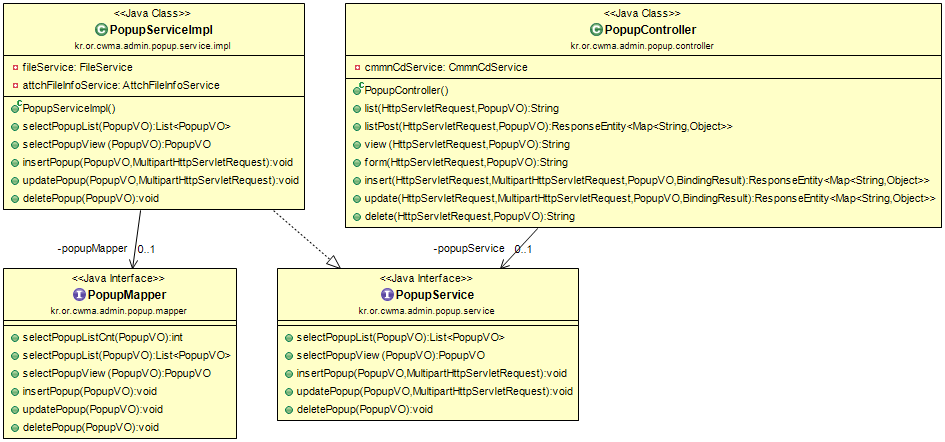 <<Java Class>>
PopupServiceImpl
kr.or.cwma.admin.popup.service.impl
fileService: FileService
attchFileInfoService: AttchFileInfoService
PopupServiceImpl()
selectPopupList(PopupVO):List<PopupVO>
selectPopupView(PopupVO):PopupVO
insertPopup(PopupVO,MultipartHttpServletRequest):void
updatePopup(PopupVO,MultipartHttpServletRequest):void
deletePopup(PopupVO):void
<<Java Class>>
PopupController
kr.or.cwma.admin.popup.controller
cmmnCdService: CmmnCdService
PopupController()
list(HttpServletRequest,PopupVO):String
listPost(HttpServletRequest,PopupVO):ResponseEntity<Map<String,Object>>
view(HttpServletRequest,PopupVO):String
form(HttpServletRequest,PopupVO):String
insert(HttpServletRequest,MultipartHttpServletRequest,PopupVO,BindingResult):ResponseEntity<Map<String,Object>>
update(HttpServletRequest,MultipartHttpServletRequest,PopupVO,BindingResult):ResponseEntity<Map<String,Object>>
delete(HttpServletRequest,PopupVO):String
-popupMapper 0..1
-popupService 0..1
<<Java Interface>>
PopupMapper
kr.or.cwma.admin.popup.mapper
selectPopupListCnt(PopupVO):int
selectPopupList(PopupVO):List<PopupVO>
selectPopupView(PopupVO):PopupVO
insertPopup(PopupVO):void
updatePopup(PopupVO):void
deletePopup(PopupVO):void
<<Java Interface>>
PopupService
kr.or.cwma.admin.popup.service
selectPopupList(PopupVO):List<PopupVO>
selectPopupView(PopupVO):PopupVO
insertPopup(PopupVO,MultipartHttpServletRequest):void
updatePopup(PopupVO,MultipartHttpServletRequest):void
deletePopup(PopupVO):void